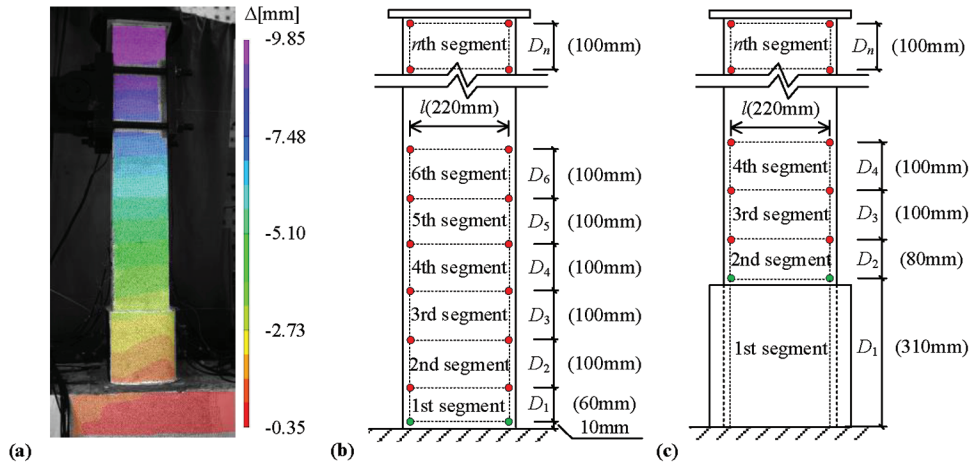 Δ[mm]
-9.85
-7.48
-5.10
-2.73
-0.35
(a)
nth segment
Dn
(100mm)
l(220mm)
6th segment
D6
(100mm)
5th segment
D5
(100mm)
4th segment
D4
(100mm)
3rd segment
D3
(100mm)
2nd segment
D2
(100mm)
1st segment
D1
(60mm)
10mm
(b)
nth segment
Dn
(100mm)
l(220mm)
4th segment
D4
(100mm)
3rd segment
D3
(100mm)
2nd segment
D2
(80mm)
1st segment
D1
(310mm)
(c)